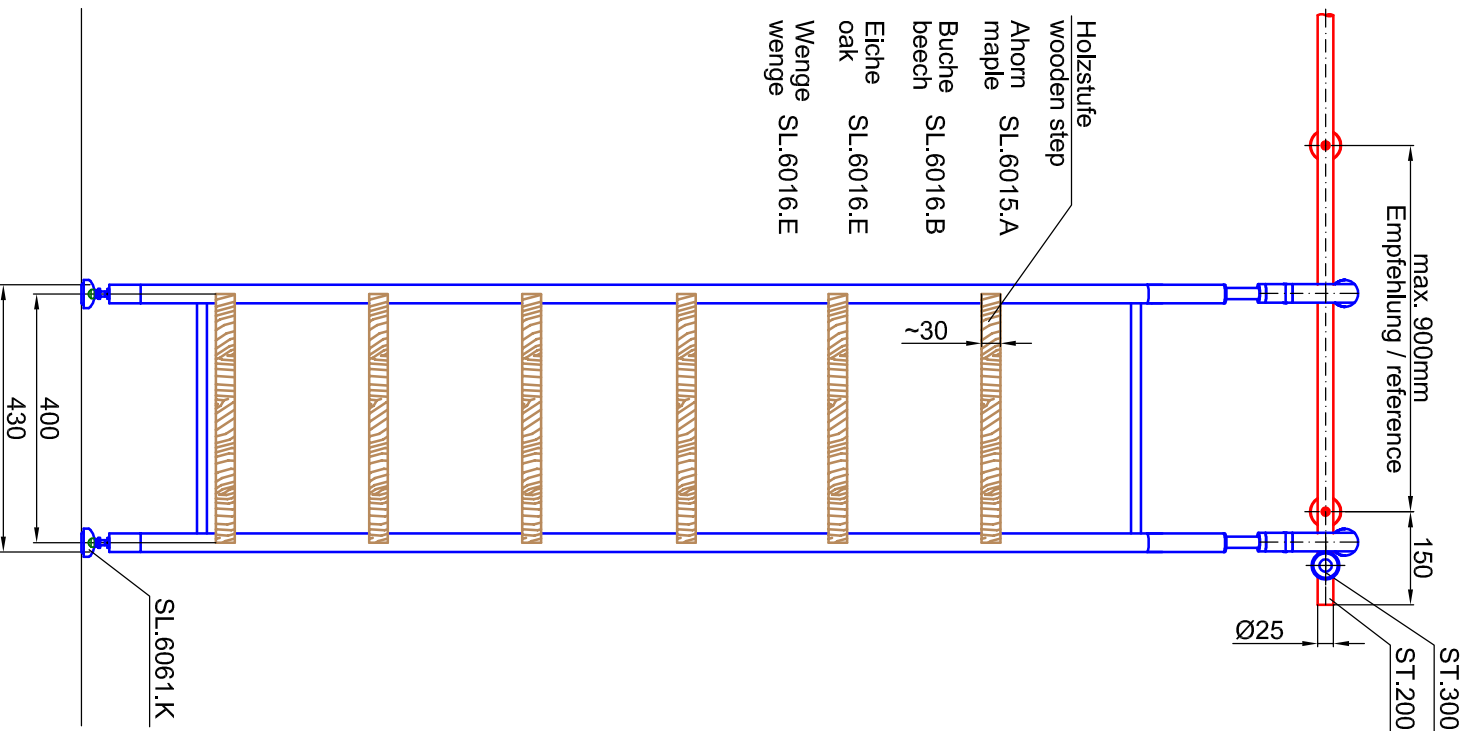 ST.300
ST.200
max. 900mm
Empfehlung / reference
150
Ø25
Holzstufe
wooden step
Ahorn
maple SL.6015.A
Buche
beech SL.6016.B
Eiche
oak SL.6016.E
Wenge
wenge SL.6016.E
~30
SL.6061.K
400
430